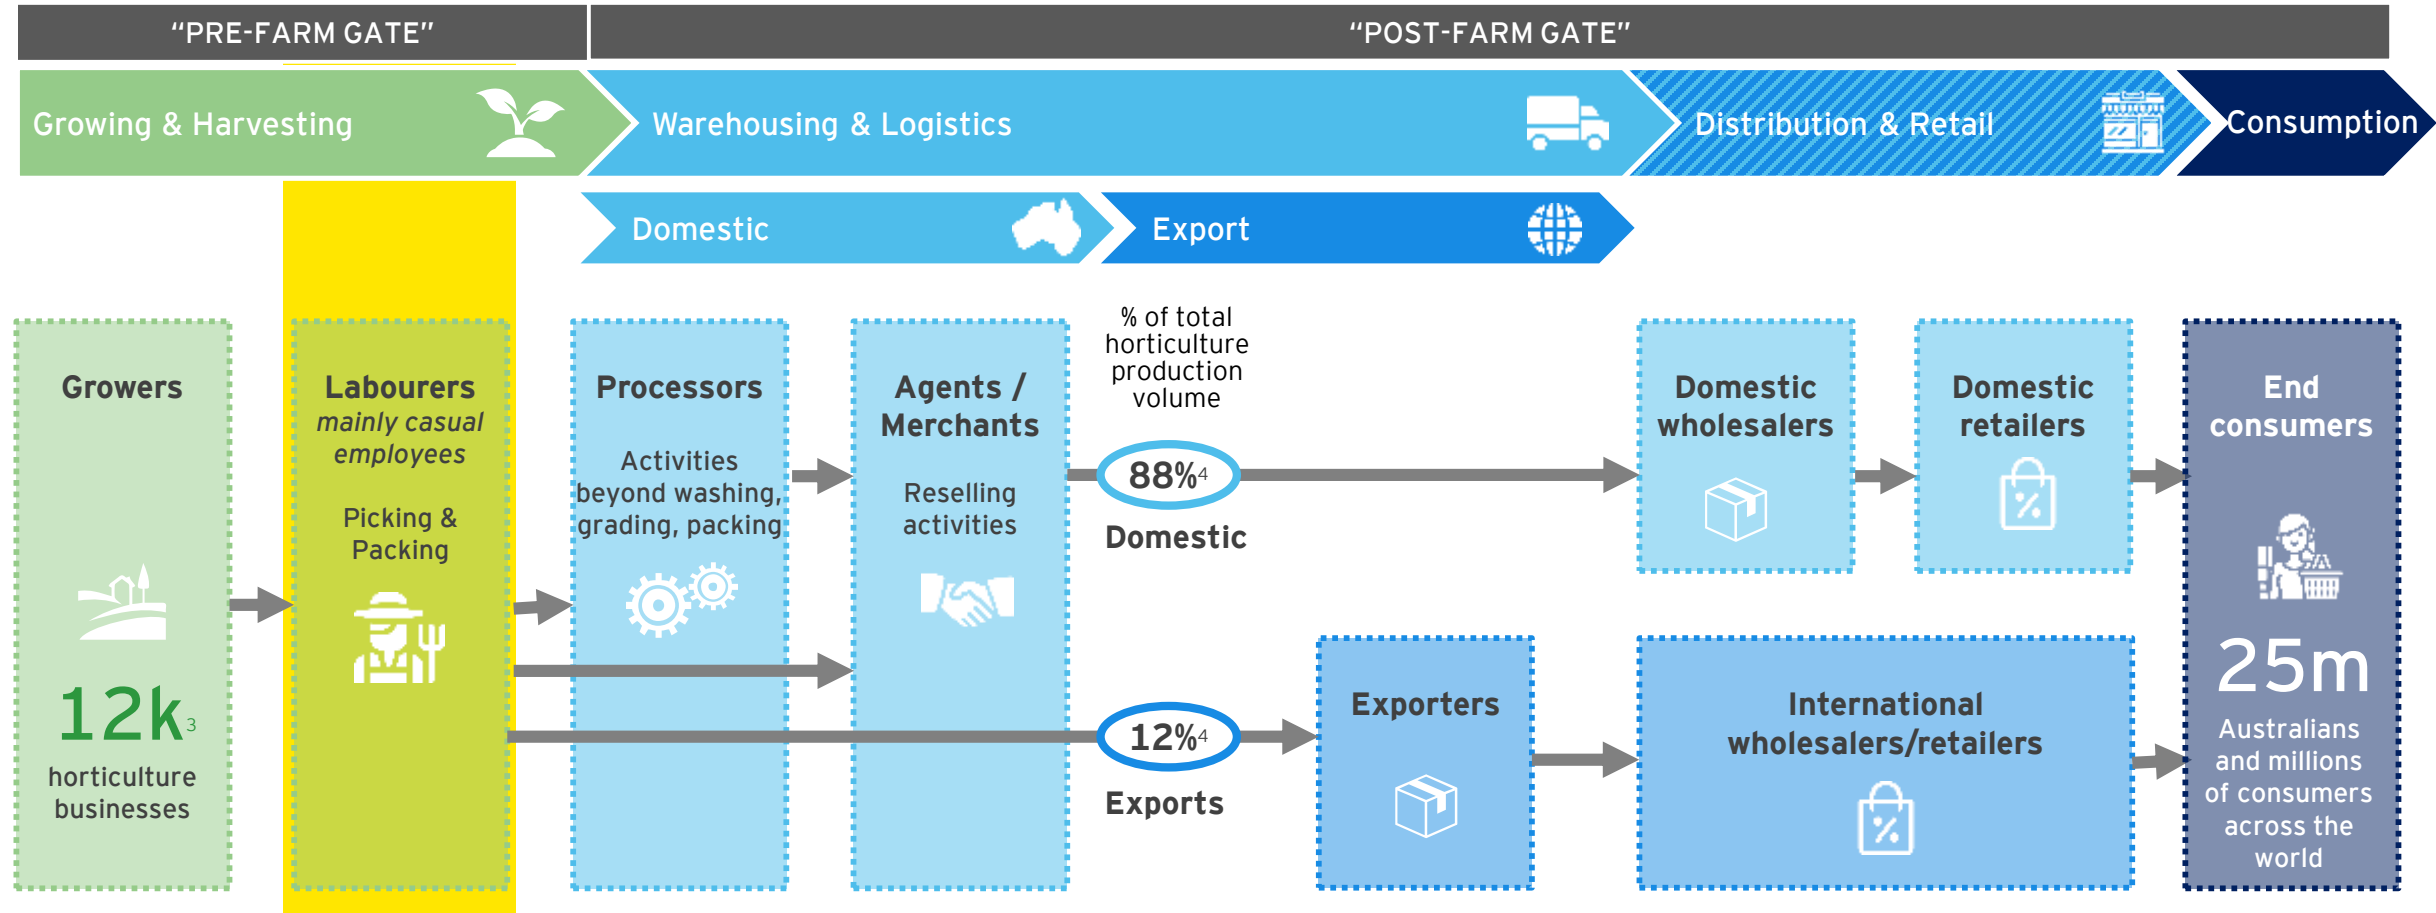 “PRE-FARM GATE”
“POST-FARM GATE”
Growing & Harvesting
Warehousing & Logistics
Distribution & Retail
Consumption
Domestic
Export
Growers
12k3
horticulture
businesses
Labourers
mainly casual
employees
Picking &
Packing
Processors
Activities
beyond washing,
grading, packing
Agents /
Merchants
Reselling
activities
% of total
horticulture
production
volume
88%4
Domestic
12%4
Exports
Exporters
Domestic
wholesalers
Domestic
retailers
International
wholesalers/retailers
End
consumers
25m
Australians
and millions
of consumers
across the
world